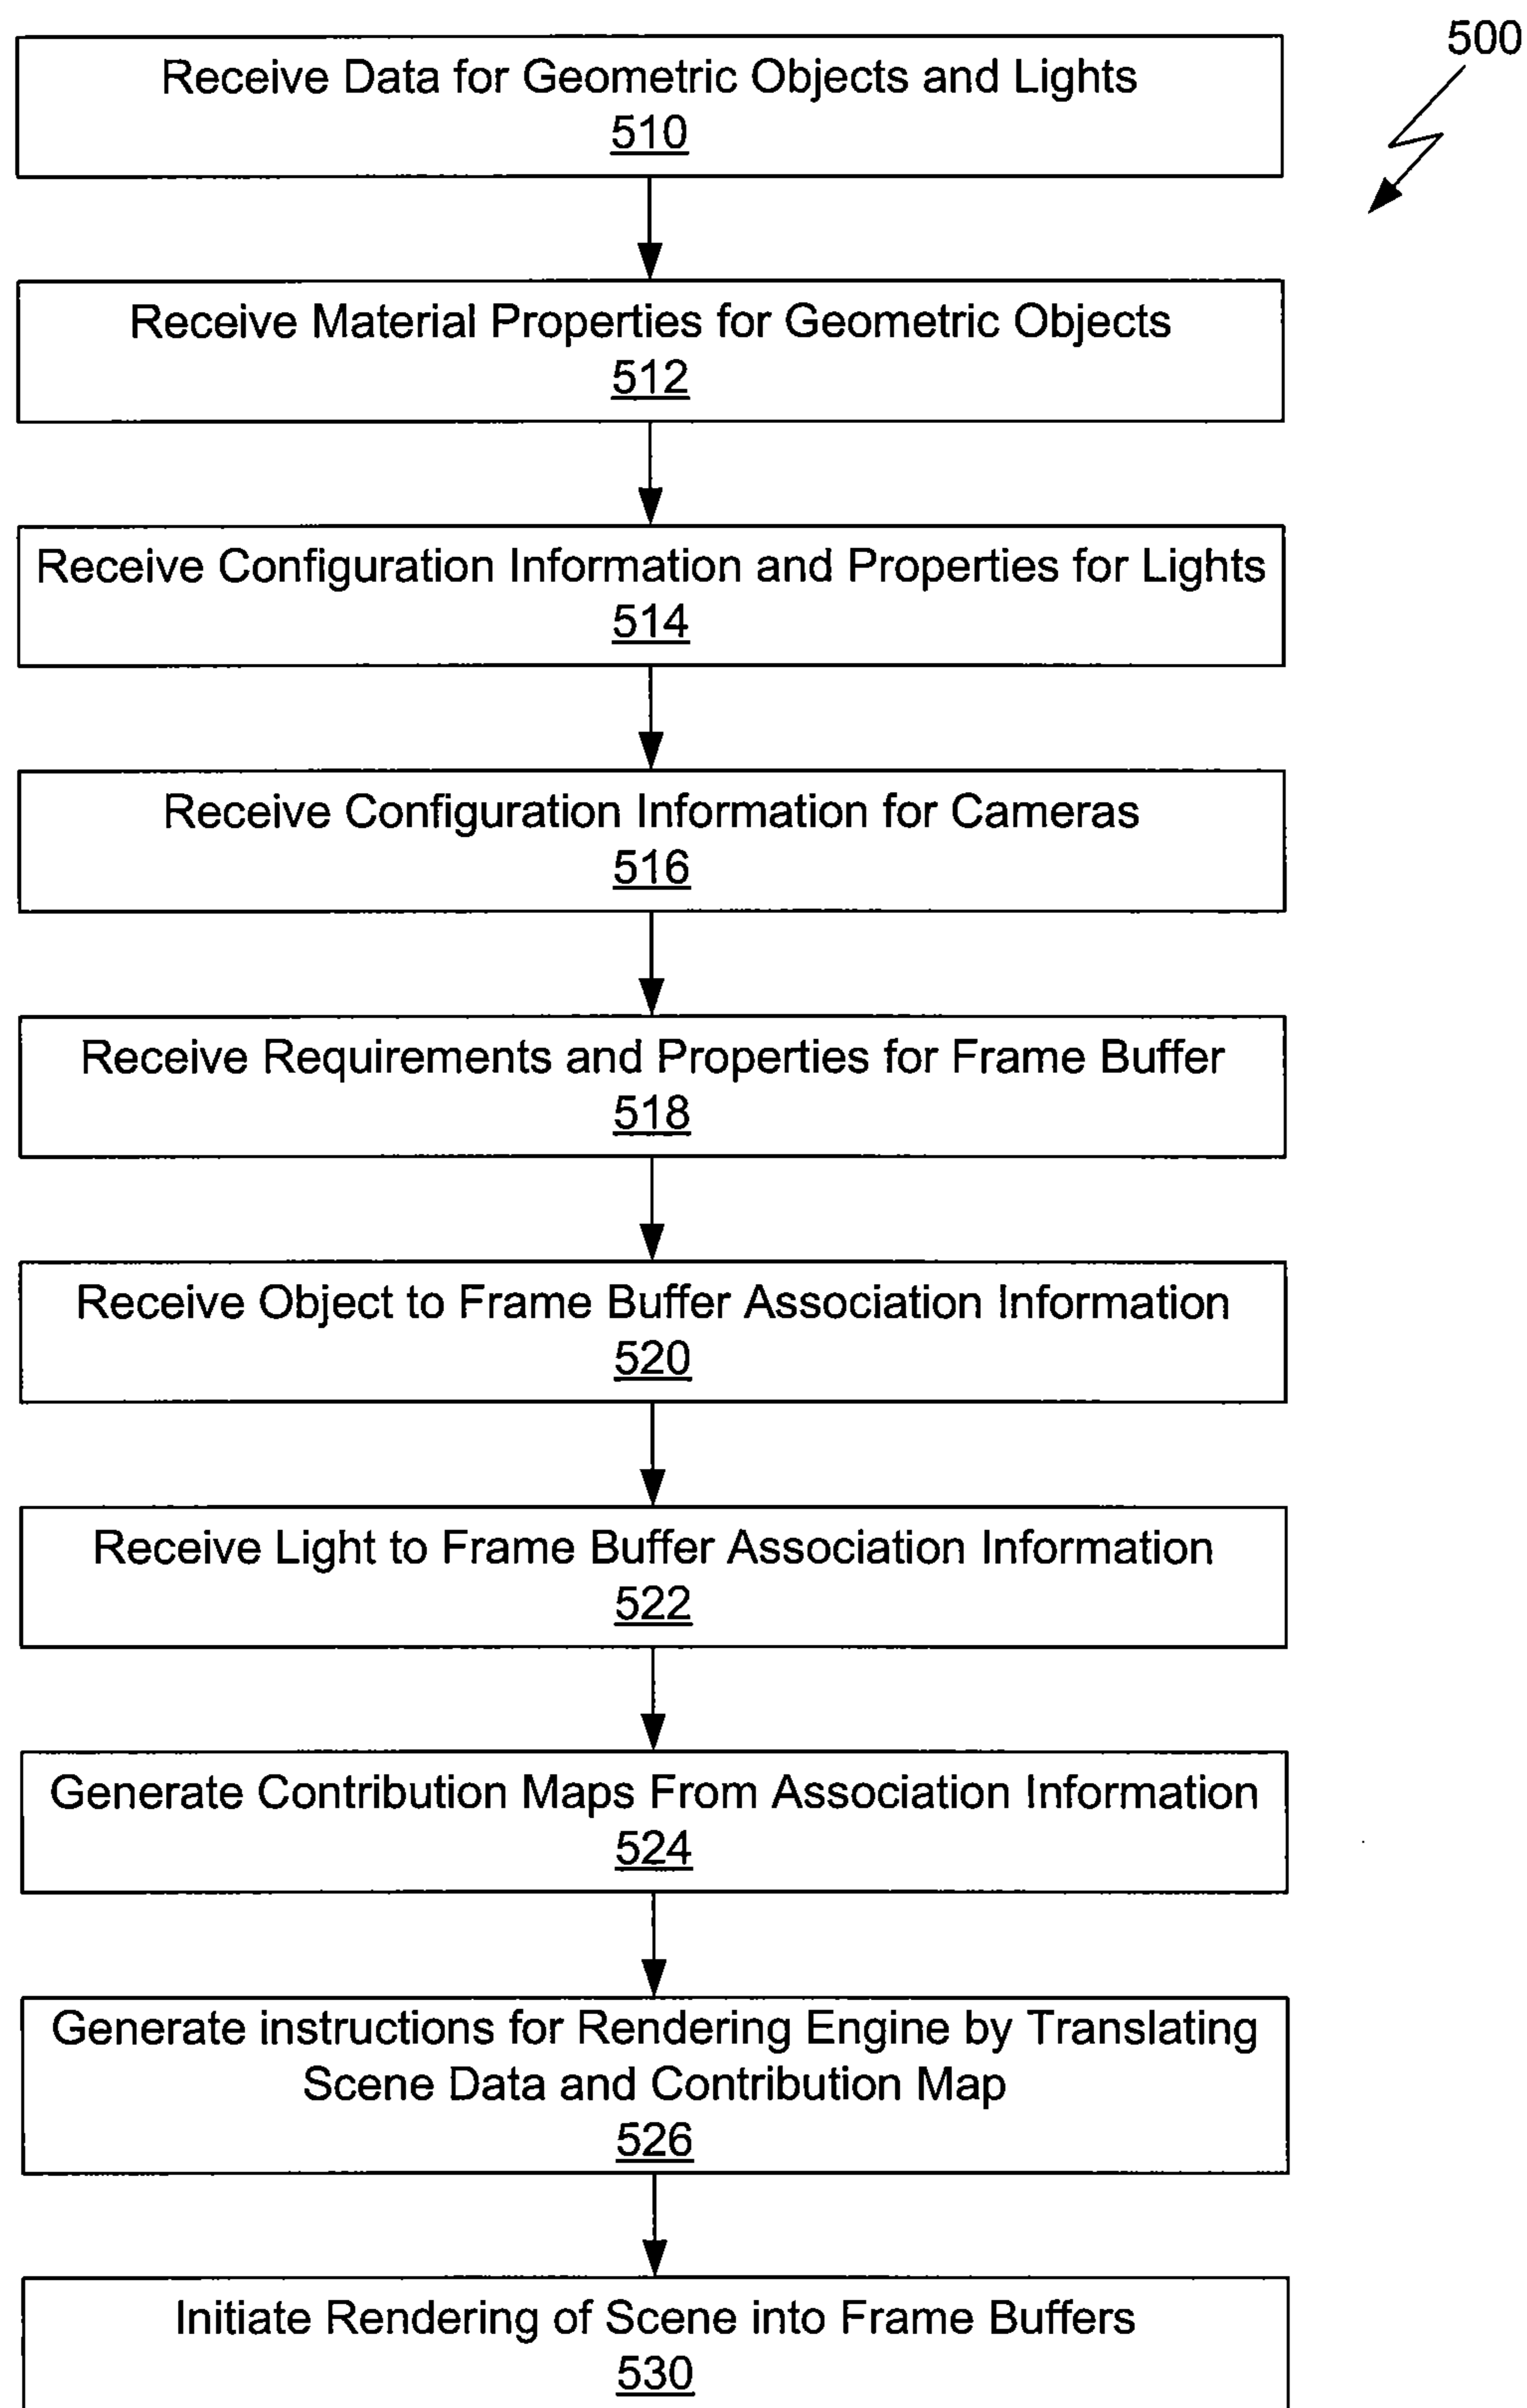 500
Receive Data for Geometric Objects and Lights
510
Receive Material Properties for Geometric Objects
512
Receive Configuration Information and Properties for Lights
514
Receive Configuration Information for Cameras
516
Receive Requirements and Properties for Frame Buffer
518
Receive Object to Frame Buffer Association Information
520
Receive Light to Frame Buffer Association Information
522
Generate Contribution Maps From Association Information
524
Generate instructions for Rendering Engine by Translating
Scene Data and Contribution Map
526
Initiate Rendering of Scene into Frame Buffers
530